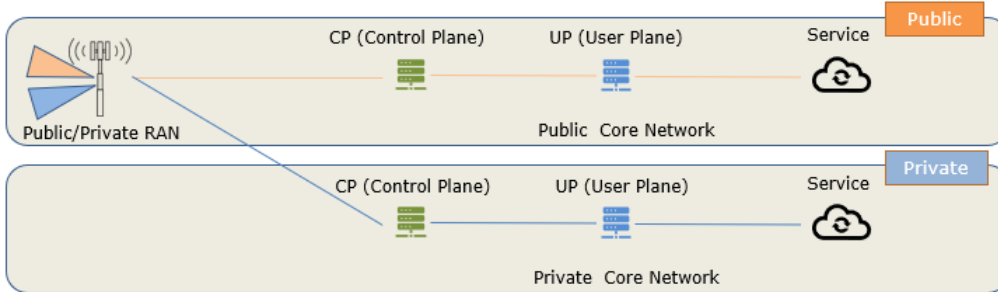 Public
CP (Control Plane)
UP (User Plane)
Service
Public/Private RAN
Public Core Network
Private
CP (Control Plane)
UP (User Plane)
Service
Private Core Network